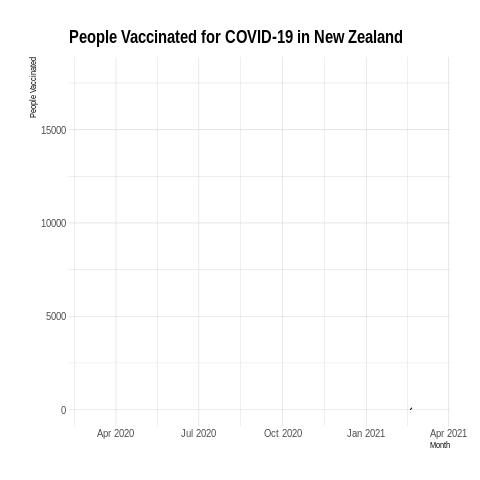 People Vaccinated for COVID-19 in New Zealand
People Vaccinated
15000
10000
5000
0
Apr 2020 Jul 2020 Oct 2020 Jan 2021 Apr 2021
Month